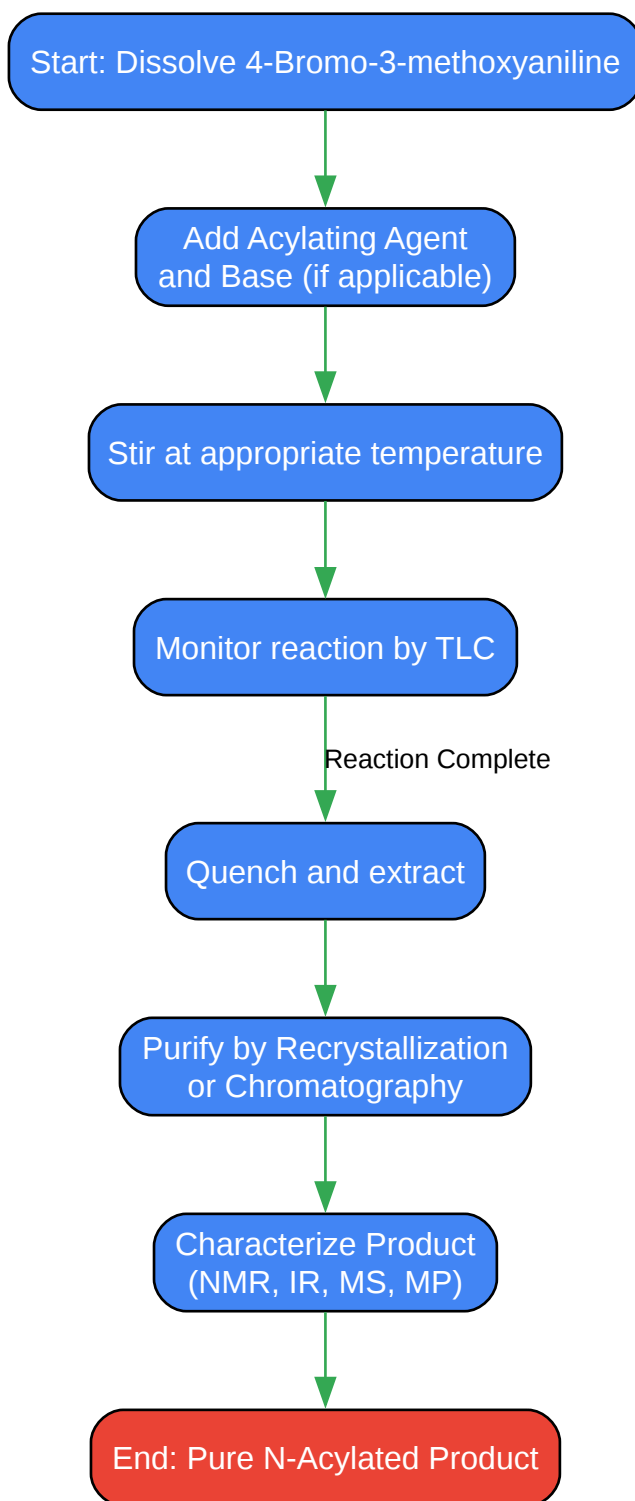 Start: Dissolve 4-Bromo-3-methoxyaniline
Add Acylating Agent
and Base (if applicable)
Stir at appropriate temperature
Monitor reaction by TLC
Reaction Complete
Quench and extract
Purify by Recrystallization
or Chromatography
Characterize Product
(NMR, IR, MS, MP)
End: Pure N-Acylated Product